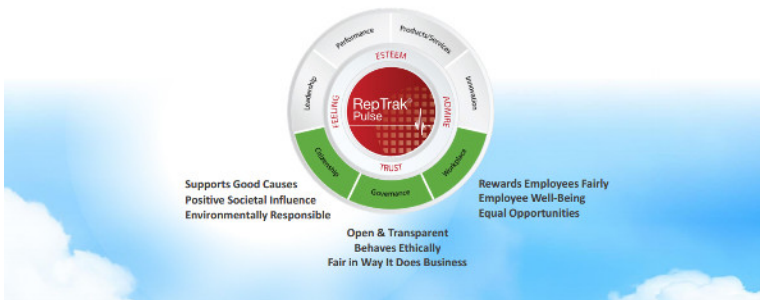 Performance
Products/Services
Leadership
ESTEEM
Innovation
FEELING
RepTrak®
Pulse
ADMIRE
TRUST
Citizenship
Governance
Workplace
Supports Good Causes
Positive Societal Influence
Environmentally Responsible
Open & Transparent
Behaves Ethically
Fair in Way It Does Business
Rewards Employees Fairly
Employee Well-Being
Equal Opportunities